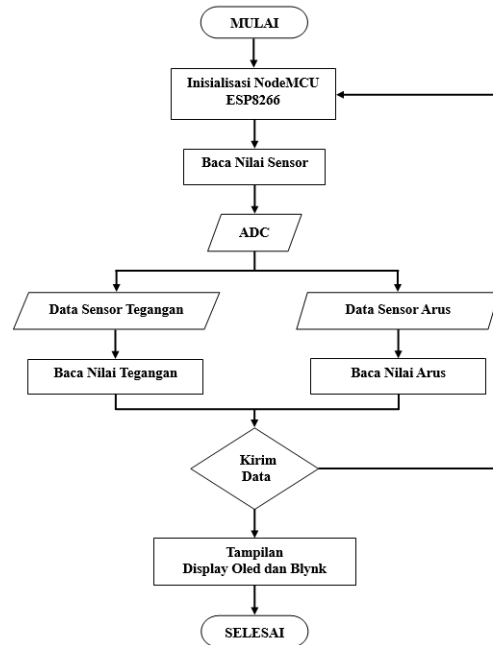 MULAI
Inisialisasi NodeMCU
ESP8266
Baca Nilai Sensor
ADC
Data Sensor Tegangan
Data Sensor Arus
Baca Nilai Tegangan
Baca Nilai Arus
Kirim
Data
Tampilan
Display Oled dan Blynk
SELESAI